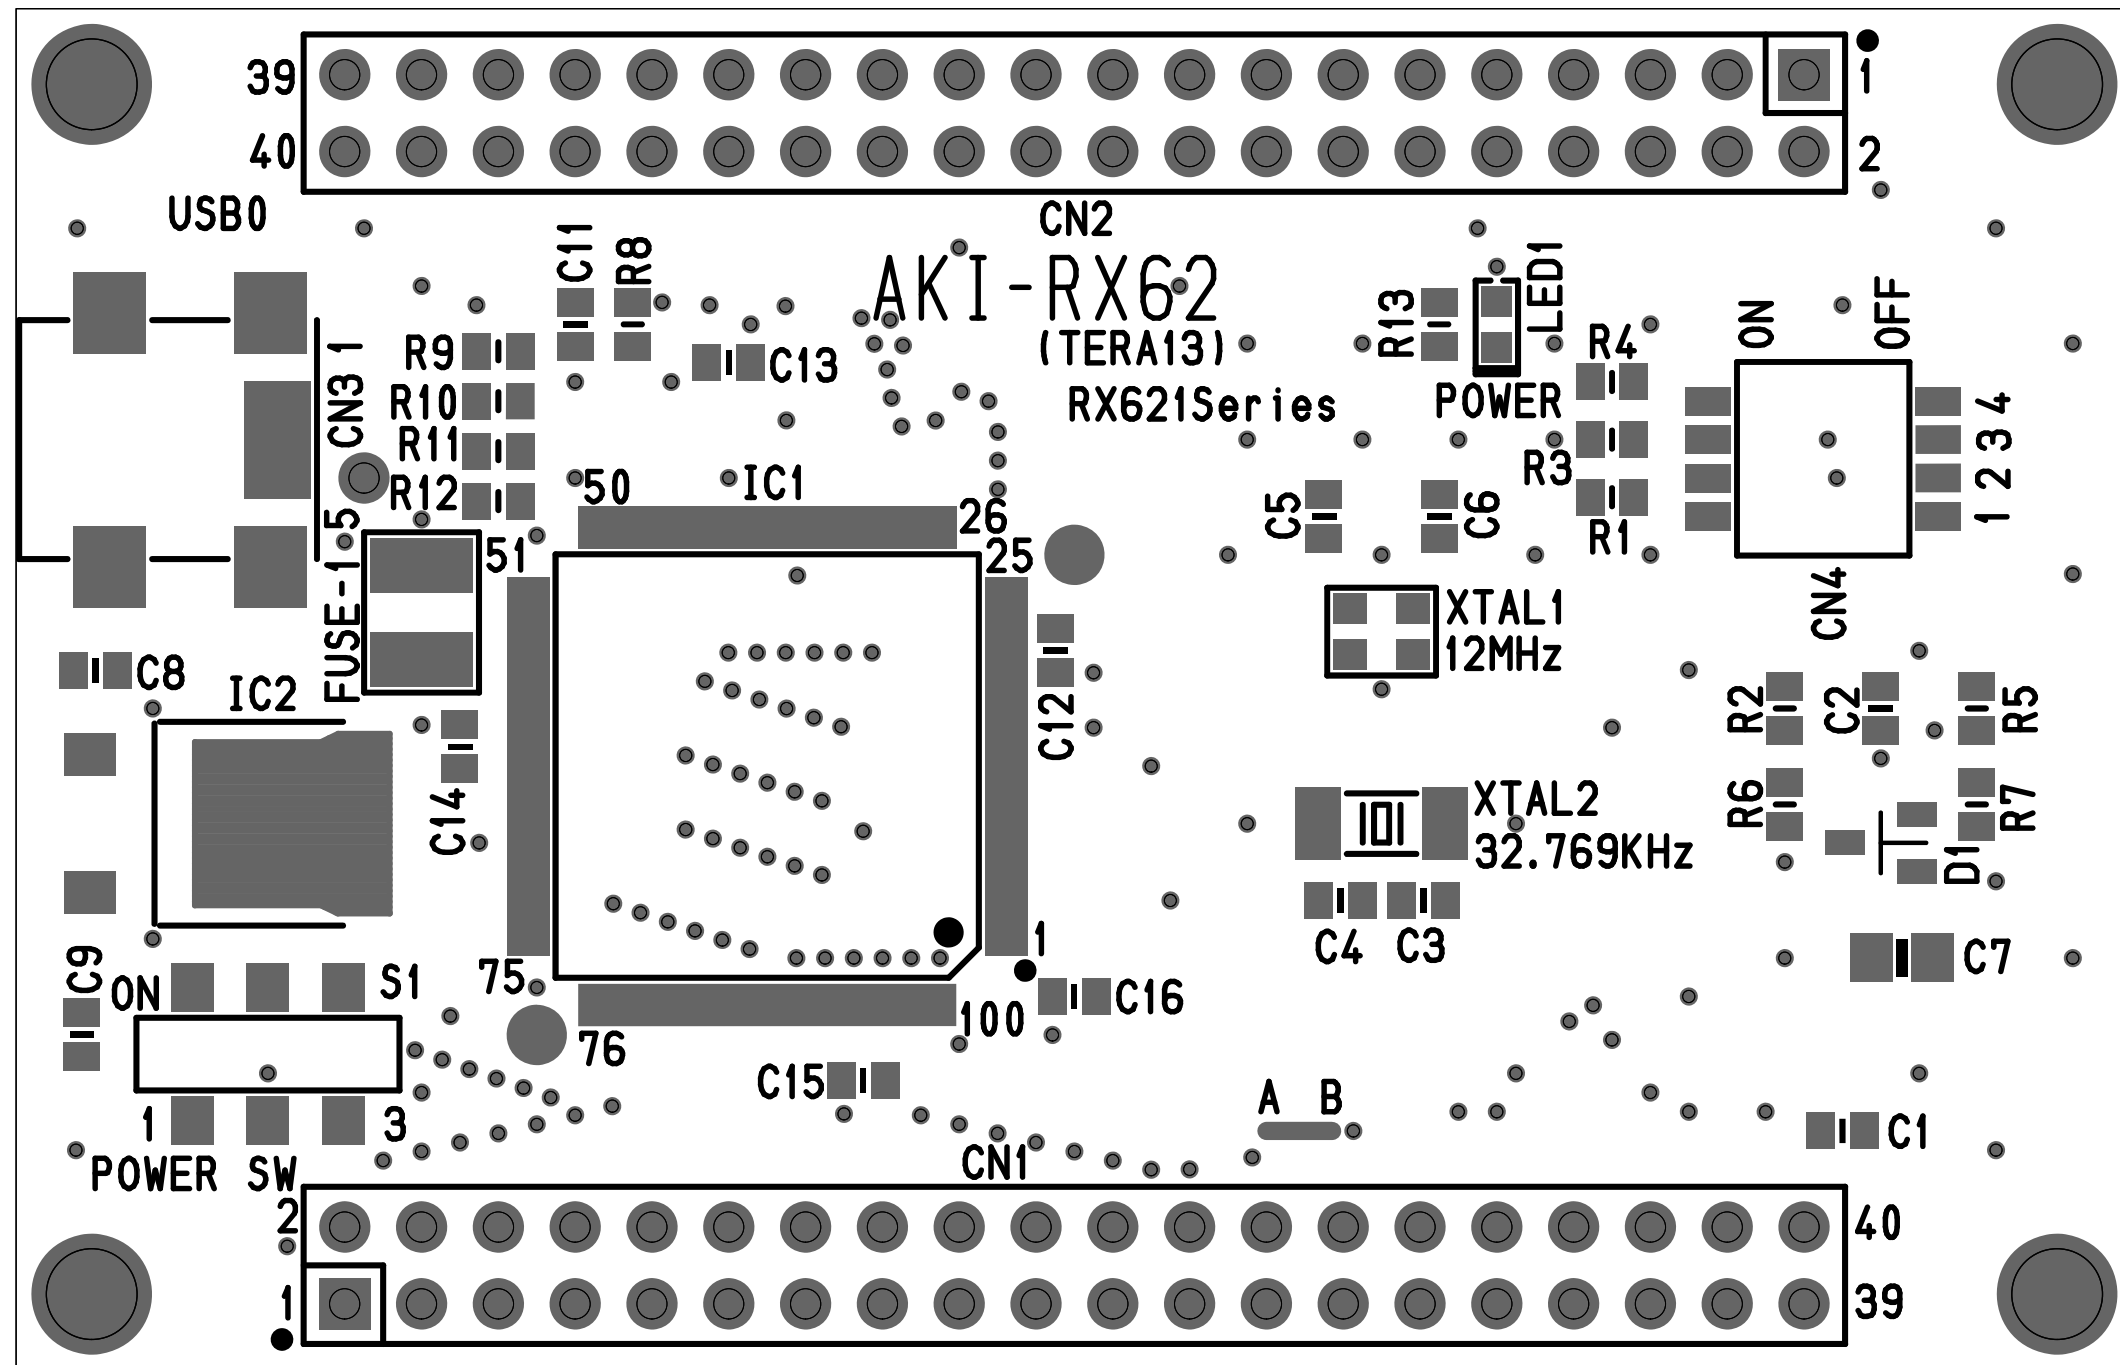 39
1
40
2
USB0
CN2
C11
R8
AKI-RX62
LED1
(TERA13)
R13
ON
OFF
R9
C13
R4
CN3 1
R10
RX621Series
POWER
4
R11
3
R12
50
IC1
R3
2
26
C5
C6
R1
1
5
51
25
FUSE-1
XTAL1
12MHz
CN4
C8
IC2
C12
R2
C2
R5
C14
XTAL2
32.769KHz
R6
R7
D1
C4
C3
C7
C9
ON
S1
75
1
C16
76
100
C15
A
B
1
3
C1
POWER SW
CN1
2
40
1
39